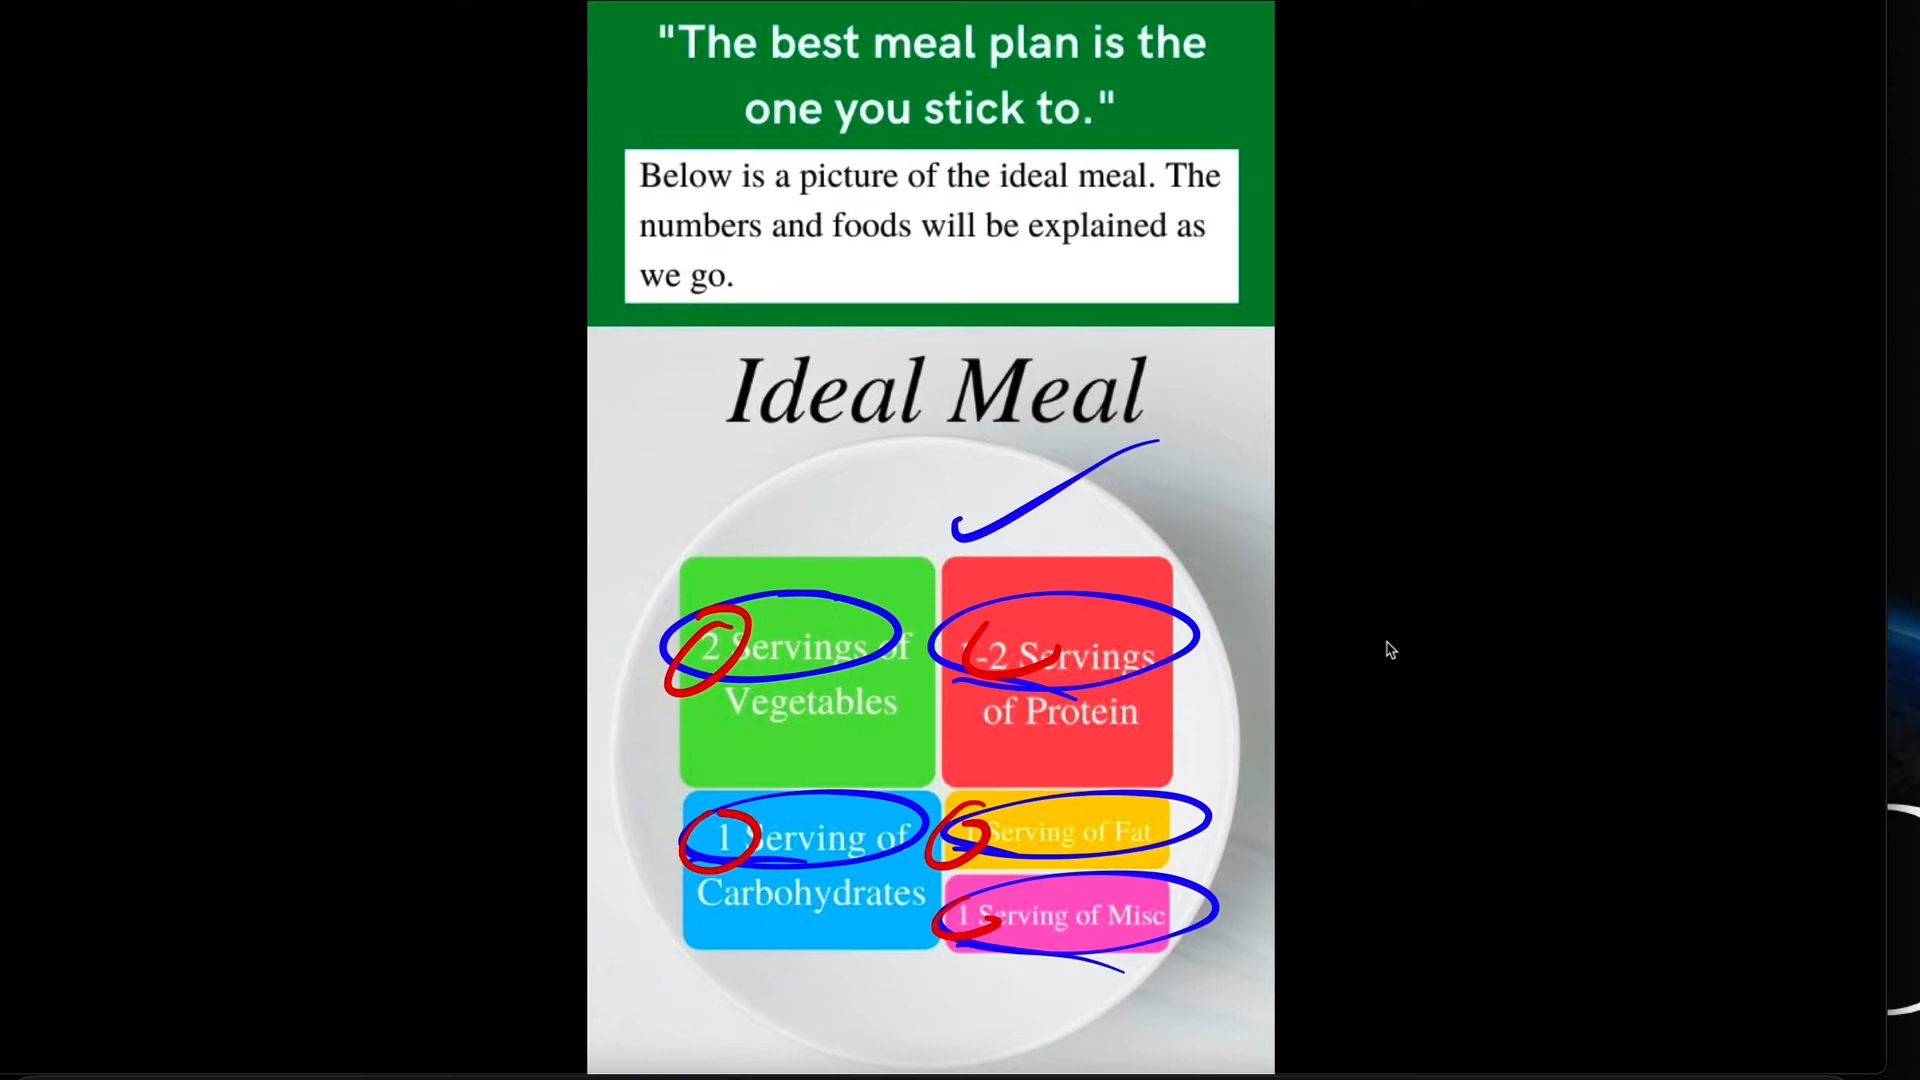 "The best meal plan is the
one you stick to."
Below is a picture of the ideal meal. The
numbers and foods will be explained as
we go.
Ideal Meal
2 Servings of
Vegetables
1-2 Servings
of Protein
1 Serving of
Carbohydrates
1 Serving of Fat
1 Serving of Misc